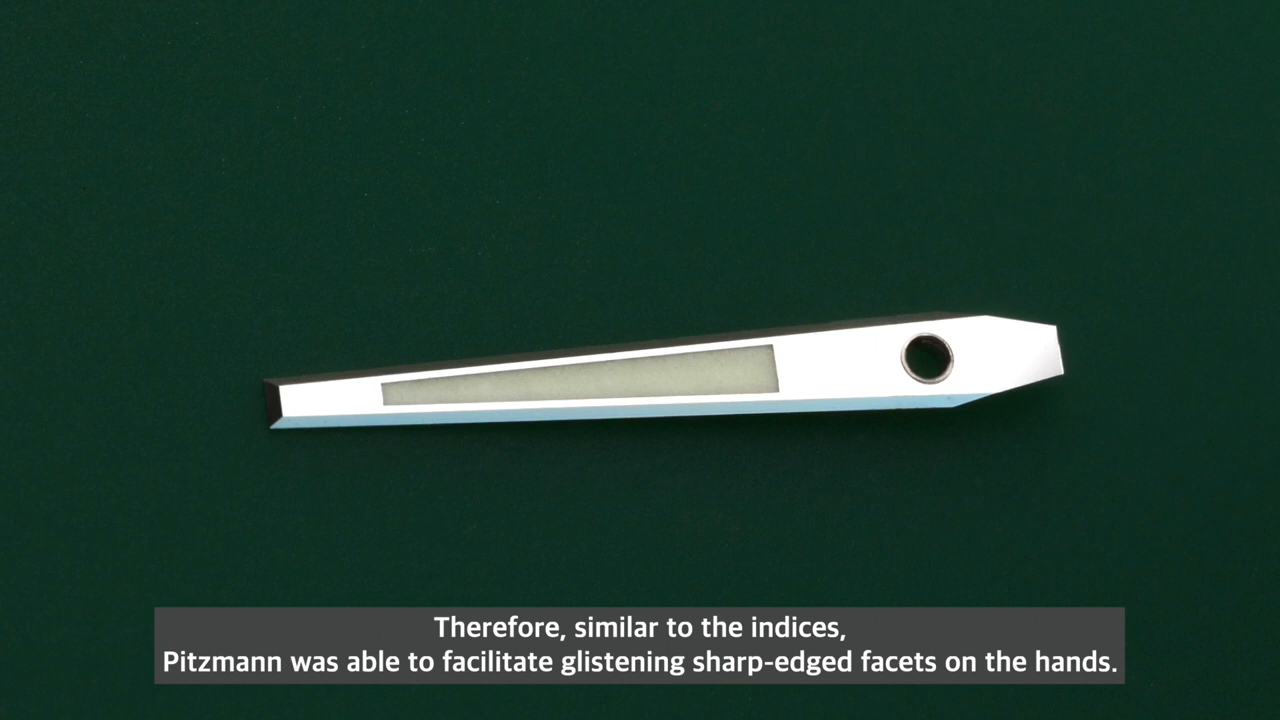 Therefore, similar to the indices,
Pitzmann was able to facilitate glistening sharp-edged facets on the hands.